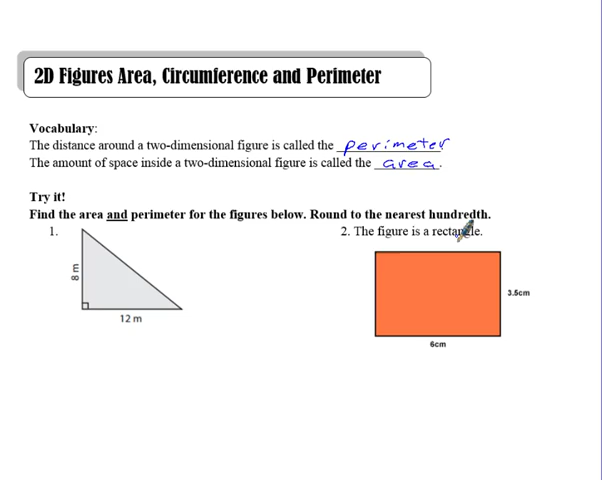 2D Figures Area, Circumference and Perimeter
Vocabulary:
The distance around a two-dimensional figure is called the perimeter.
The amount of space inside a two-dimensional figure is called the area.
Try it!
Find the area and perimeter for the figures below. Round to the nearest hundredth.
1.
2. The figure is a rectangle.
8 m
12 m
3.5cm
6cm